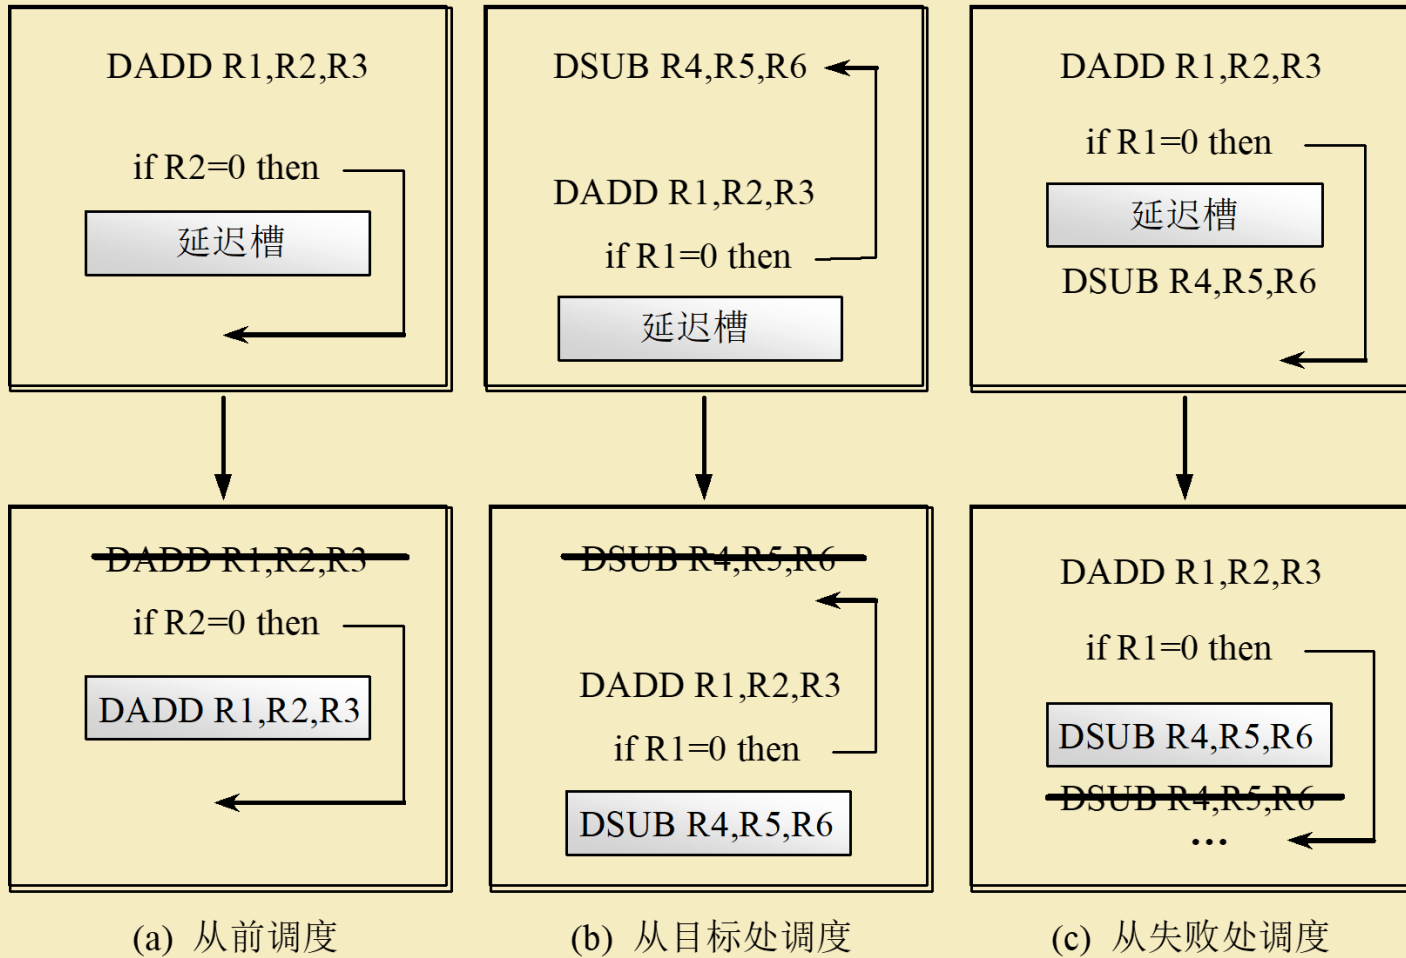 DADD R1,R2,R3
if R2=0 then
延迟槽
DSUB R4,R5,R6
DADD R1,R2,R3
if R1=0 then
延迟槽
DADD R1,R2,R3
if R1=0 then
延迟槽
DSUB R4,R5,R6
DADD R1,R2,R3
if R2=0 then
DADD R1,R2,R3
DSUB R4,R5,R6
DADD R1,R2,R3
if R1=0 then
DSUB R4,R5,R6
DADD R1,R2,R3
if R1=0 then
DSUB R4,R5,R6
DSUB R4,R5,R6
...
(a) 从前调度
(b) 从目标处调度
(c) 从失败处调度